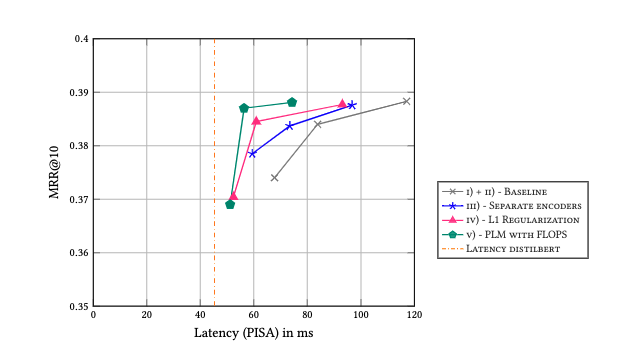 0.4
0.39
0.38
0.37
0.36
0.35
MRR@10
0 20 40 60 80 100 120
Latency (PISA) in ms
i) + ii) - Baseline
iii) - Separate encoders
iv) - L1 Regularization
v) - PLM with FLOPS
Latency distilbert